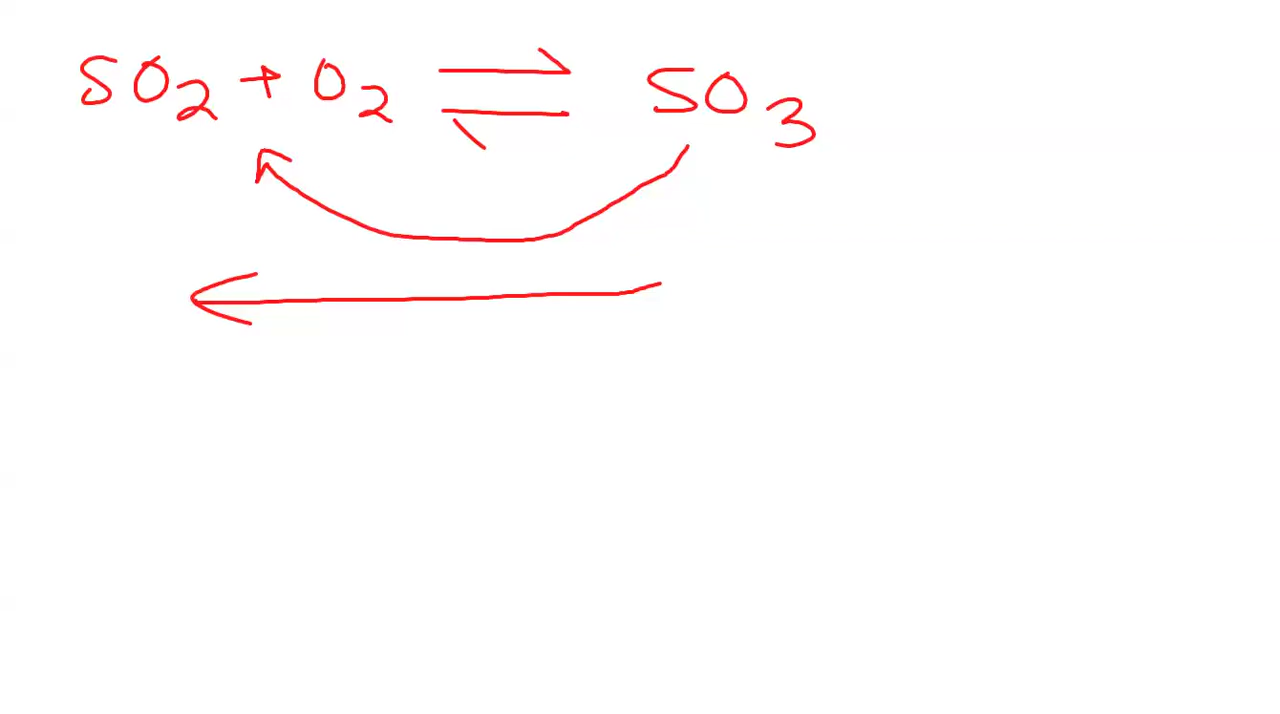 SO₂ + O₂ ⇌ SO₃